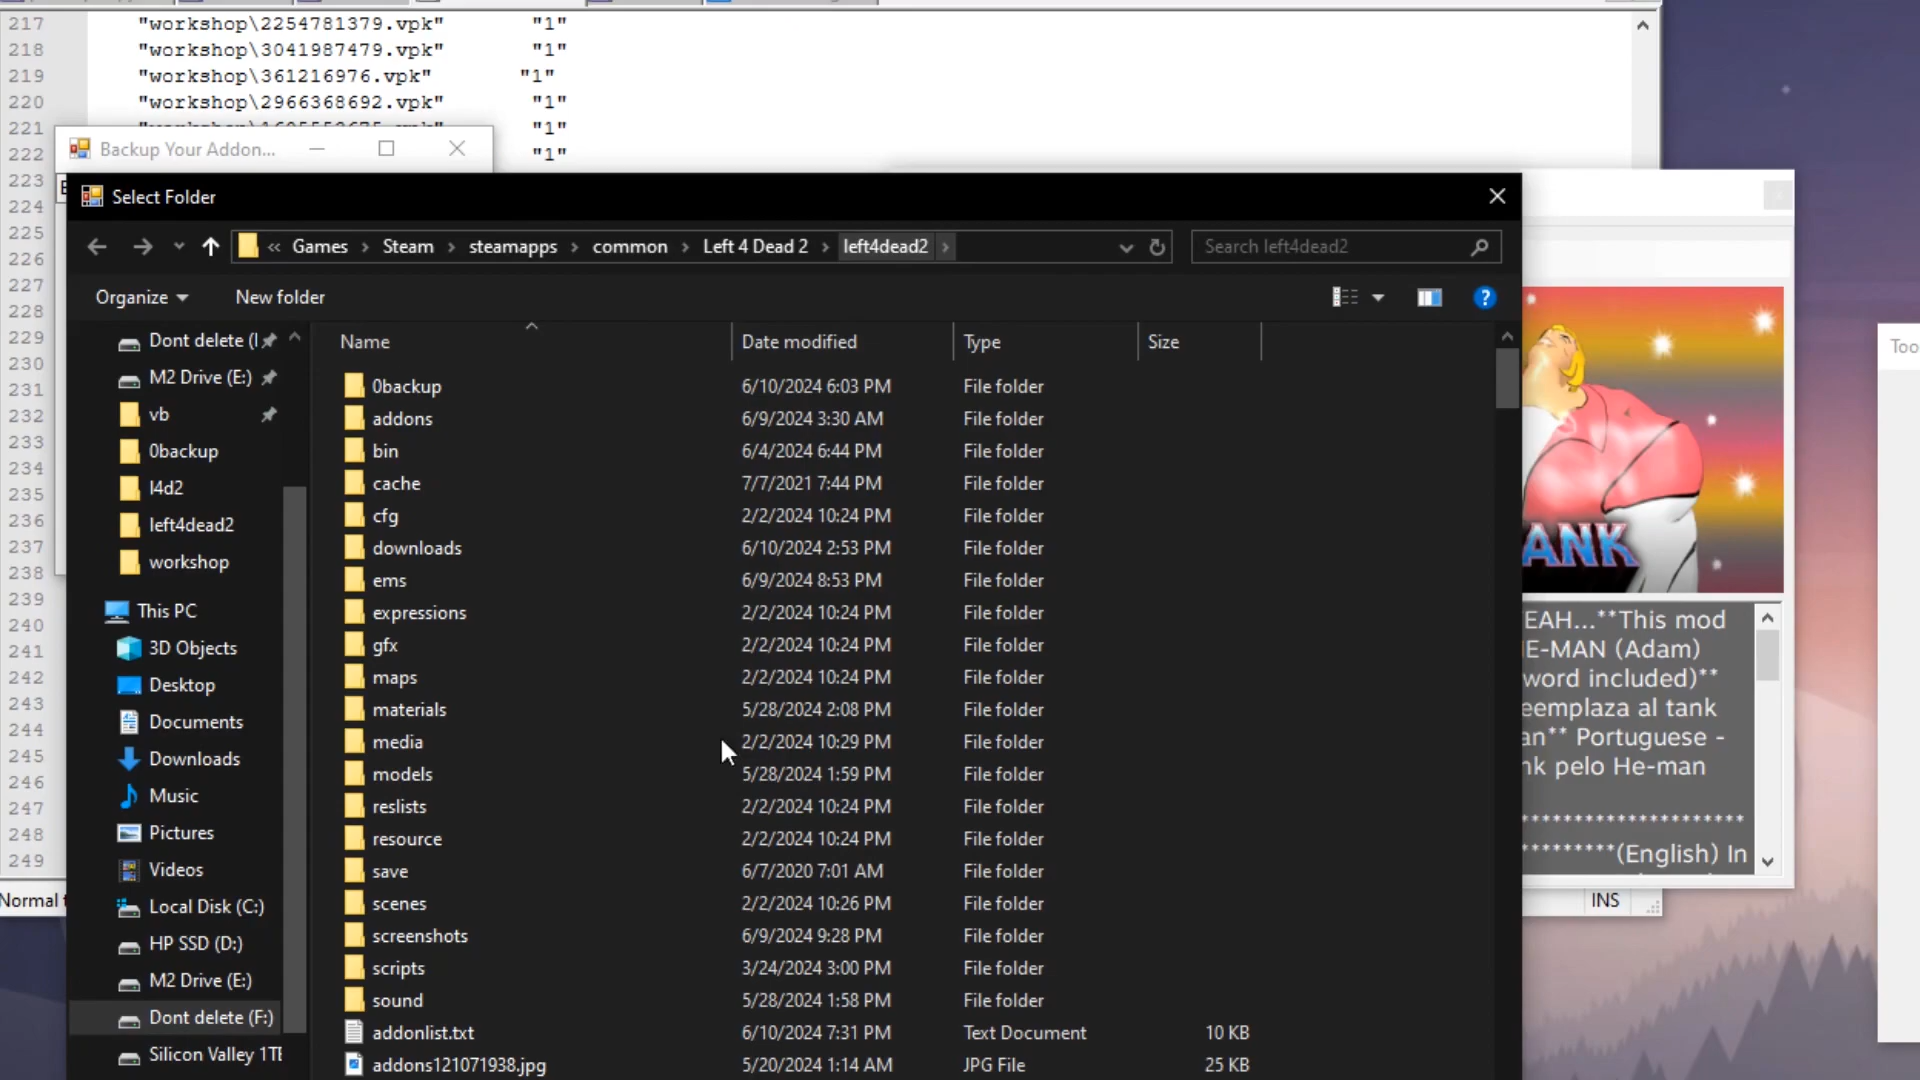 217 "workshop\2254781379.vpk" "1"
218 "workshop\3041987479.vpk" "1"
219 "workshop\361216976.vpk" "1"
220 "workshop\2966368692.vpk" "1"
221 "1"
222 "1"
Backup Your Addon...
223
224
225
226
227
228
229
230
231
232
233
234
235
236
237
238
239
240
241
242
243
244
245
246
247
248
249
Normal
Select Folder
« Games > Steam > steamapps > common > Left 4 Dead 2 > left4dead2 >
Search left4dead2
Organize
New folder
?
Dont delete (
M2 Drive (E:)
vb
0backup
l4d2
left4dead2
workshop
This PC
3D Objects
Desktop
Documents
Downloads
Music
Pictures
Videos
Local Disk (C:)
HP SSD (D:)
M2 Drive (E:)
Dont delete (F:)
Silicon Valley 1TE
Name Date modified Type Size
0backup 6/10/2024 6:03 PM File folder
addons 6/9/2024 3:30 AM File folder
bin 6/4/2024 6:44 PM File folder
cache 7/7/2021 7:44 PM File folder
cfg 2/2/2024 10:24 PM File folder
downloads 6/10/2024 2:53 PM File folder
ems 6/9/2024 8:53 PM File folder
expressions 2/2/2024 10:24 PM File folder
gfx 2/2/2024 10:24 PM File folder
maps 2/2/2024 10:24 PM File folder
materials 5/28/2024 2:08 PM File folder
media 2/2/2024 10:29 PM File folder
models 5/28/2024 1:59 PM File folder
reslists 2/2/2024 10:24 PM File folder
resource 2/2/2024 10:24 PM File folder
save 6/7/2020 7:01 AM File folder
scenes 2/2/2024 10:26 PM File folder
screenshots 6/9/2024 9:28 PM File folder
scripts 3/24/2024 3:00 PM File folder
sound 5/28/2024 1:58 PM File folder
addonlist.txt 6/10/2024 7:31 PM Text Document 10 KB
addons121071938.jpg 5/20/2024 1:14 AM JPG File 25 KB
ANK
EAH...**This mod
E-MAN (Adam)
word included)**
eemplaza al tank
an** Portuguese -
nk pelo He-man
**********************
*********(English) In
INS
Too